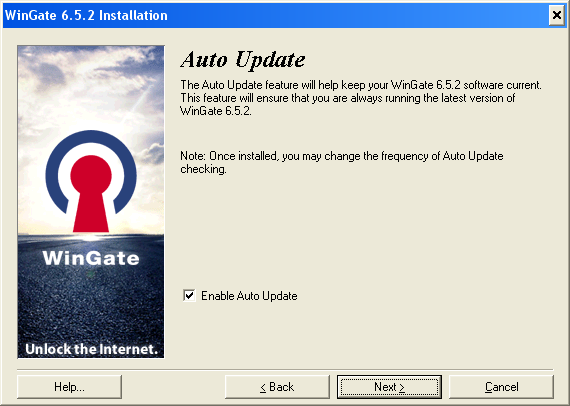 WinGate 6.5.2 Installation
Auto Update
The Auto Update feature will help keep your WinGate 6.5.2 software current.
This feature will ensure that you are always running the latest version of
WinGate 6.5.2.
Note: Once installed, you may change the frequency of Auto Update
checking.
WinGate
Enable Auto Update
Unlock the Internet.
Help...
< Back
Next >
Cancel